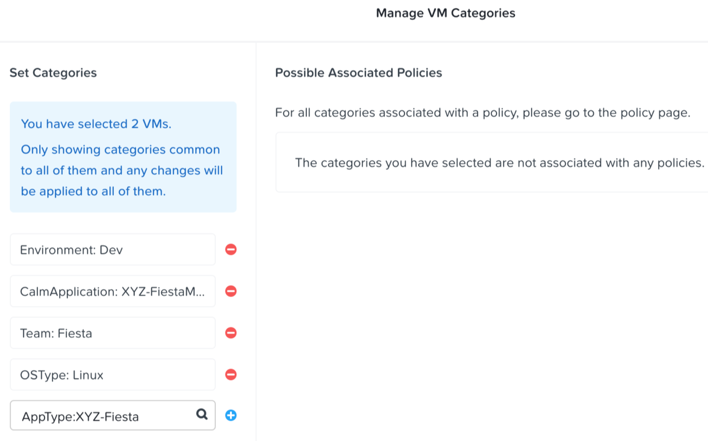 Manage VM Categories
Set Categories
You have selected 2 VMs.
Only showing categories common
to all of them and any changes will
be applied to all of them.
Environment: Dev
CalmApplication: XYZ-FiestaM...
Team: Fiesta
OSType: Linux
AppType:XYZ-Fiesta
Possible Associated Policies
For all categories associated with a policy, please go to the policy page.
The categories you have selected are not associated with any policies.